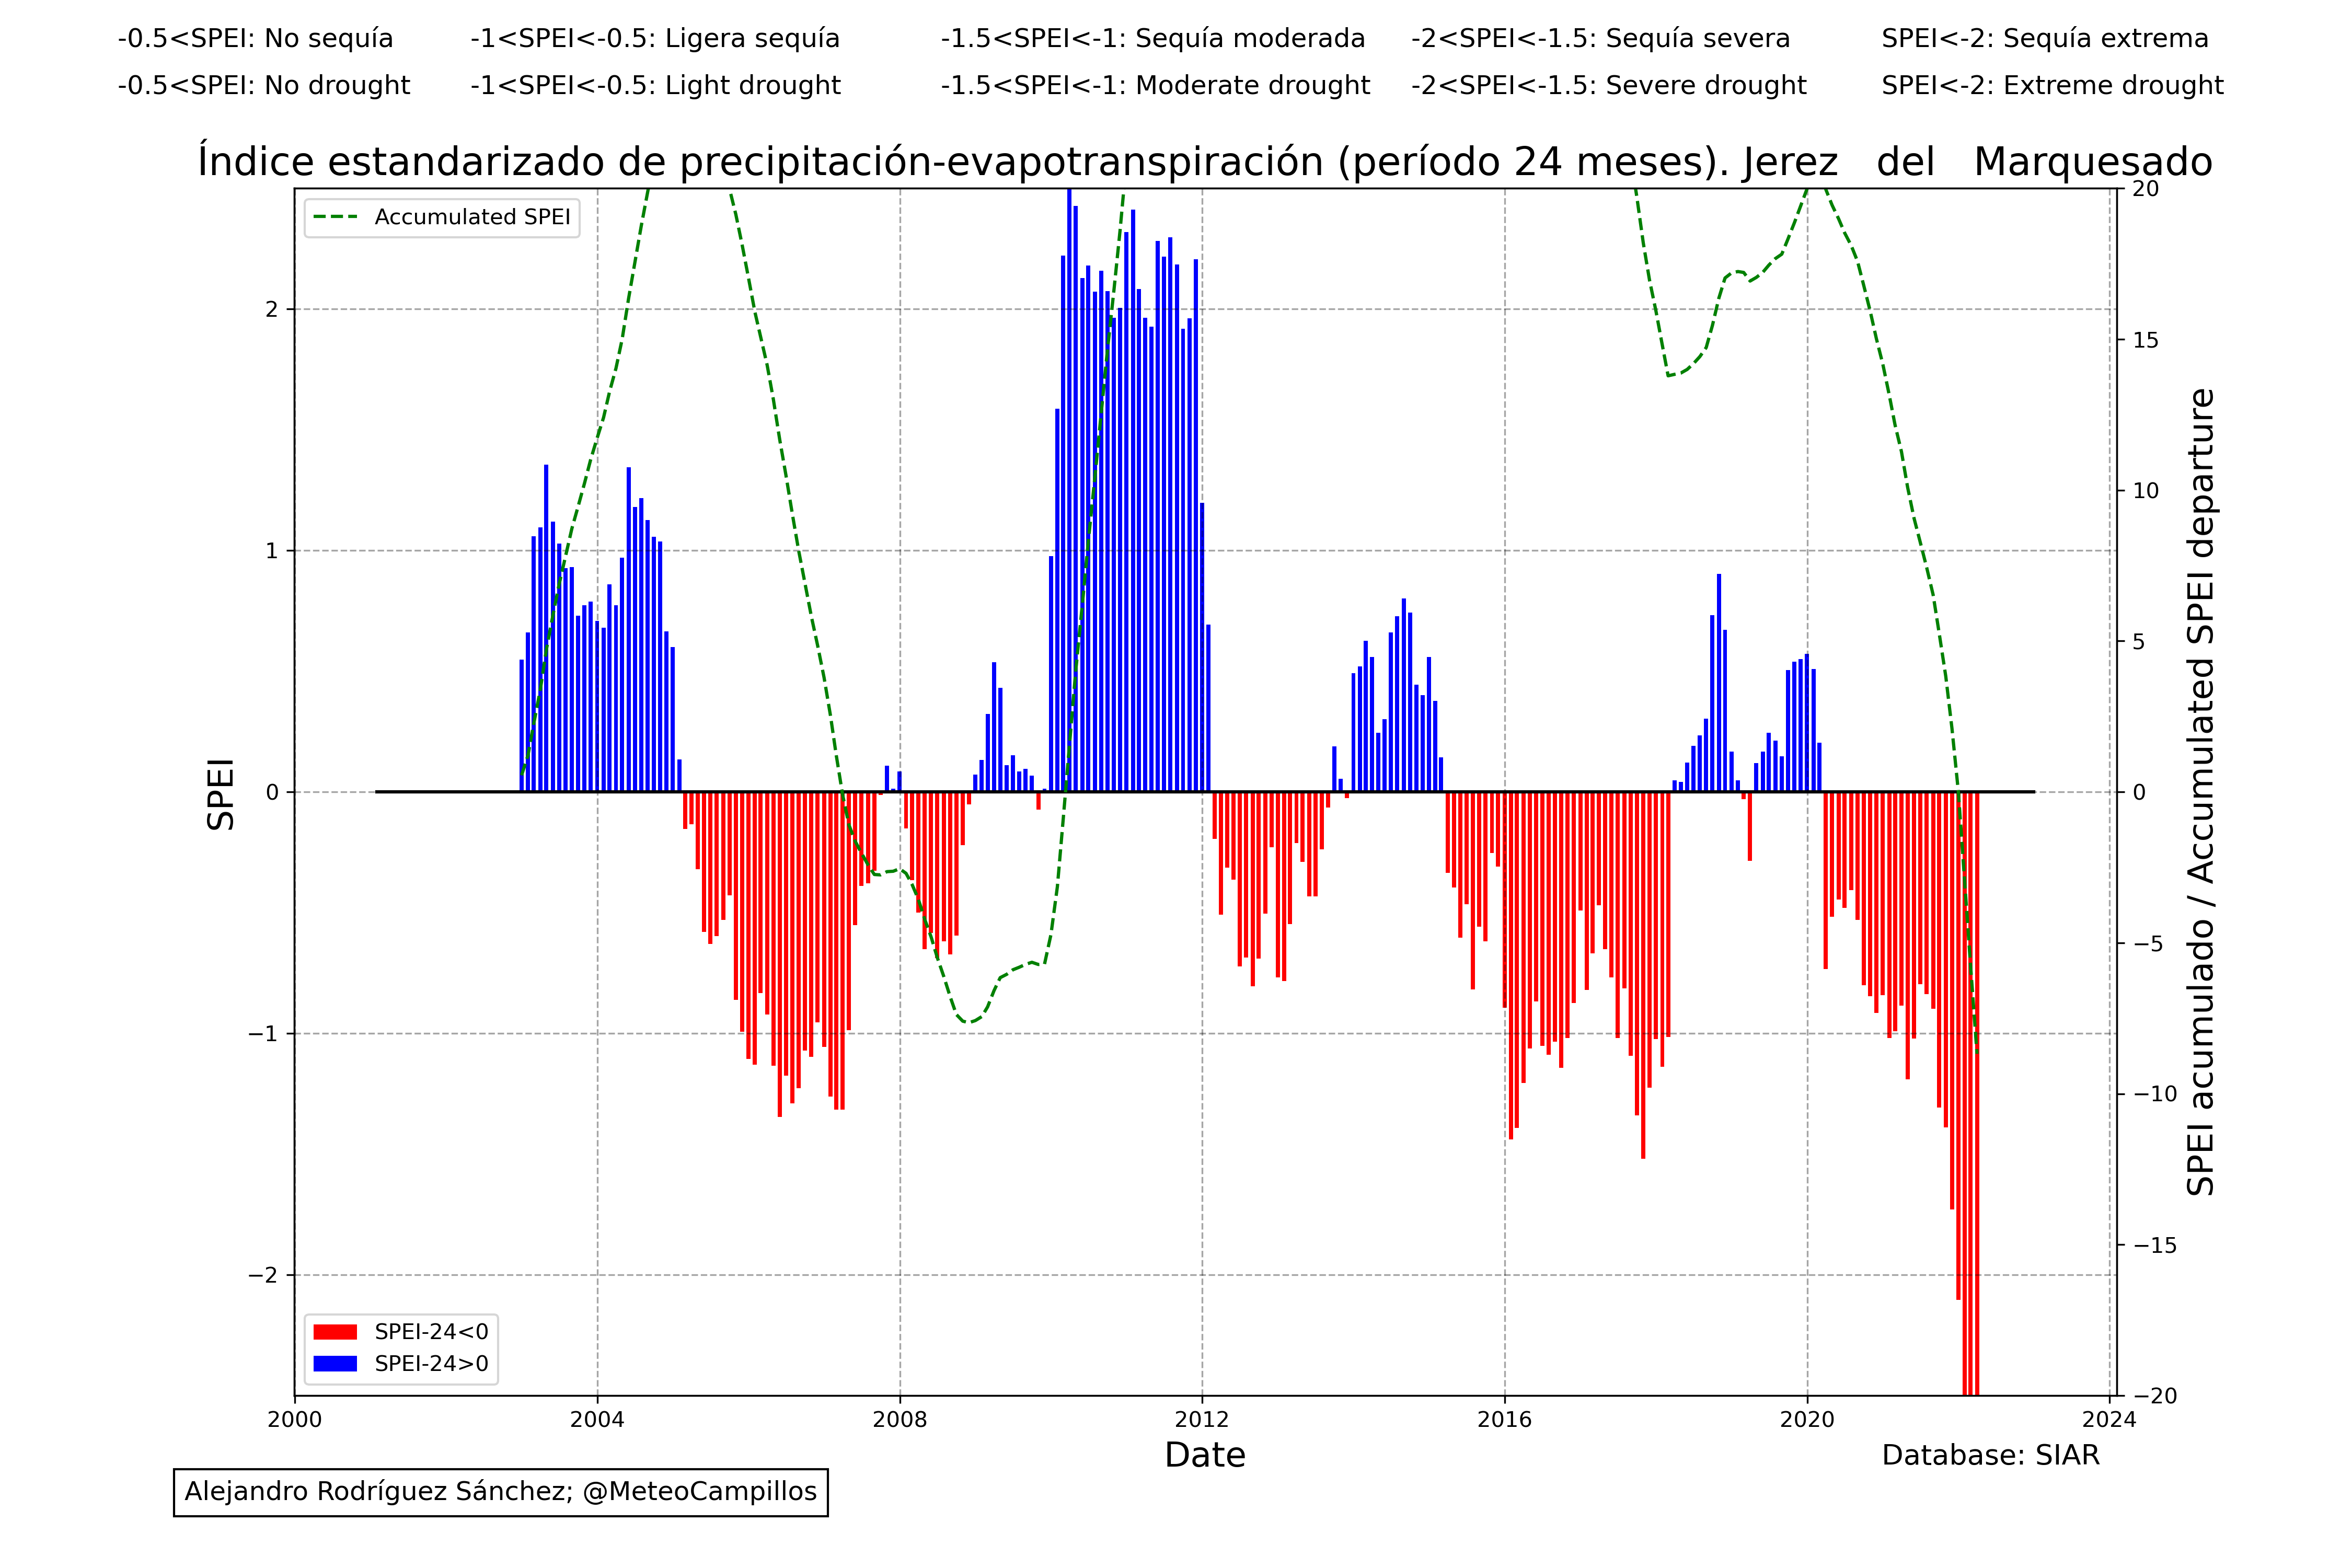 -0.5<SPEI: No sequía -1<SPEI<-0.5: Ligera sequía -1.5<SPEI<-1: Sequía moderada -2<SPEI<-1.5: Sequía severa SPEI<-2: Sequía extrema
-0.5<SPEI: No drought -1<SPEI<-0.5: Light drought -1.5<SPEI<-1: Moderate drought -2<SPEI<-1.5: Severe drought SPEI<-2: Extreme drought
Índice estandarizado de precipitación-evapotranspiración (período 24 meses). Jerez del Marquesado
Accumulated SPEI
2
1
0
−1
−2
SPEI
20
15
10
5
0
−5
−10
−15
−20
SPEI acumulado / Accumulated SPEI departure
SPEI-24<0
SPEI-24>0
2000 2004 2008 2012 2016 2020 2024
Date
Database: SIAR
Alejandro Rodríguez Sánchez; @MeteoCampillos